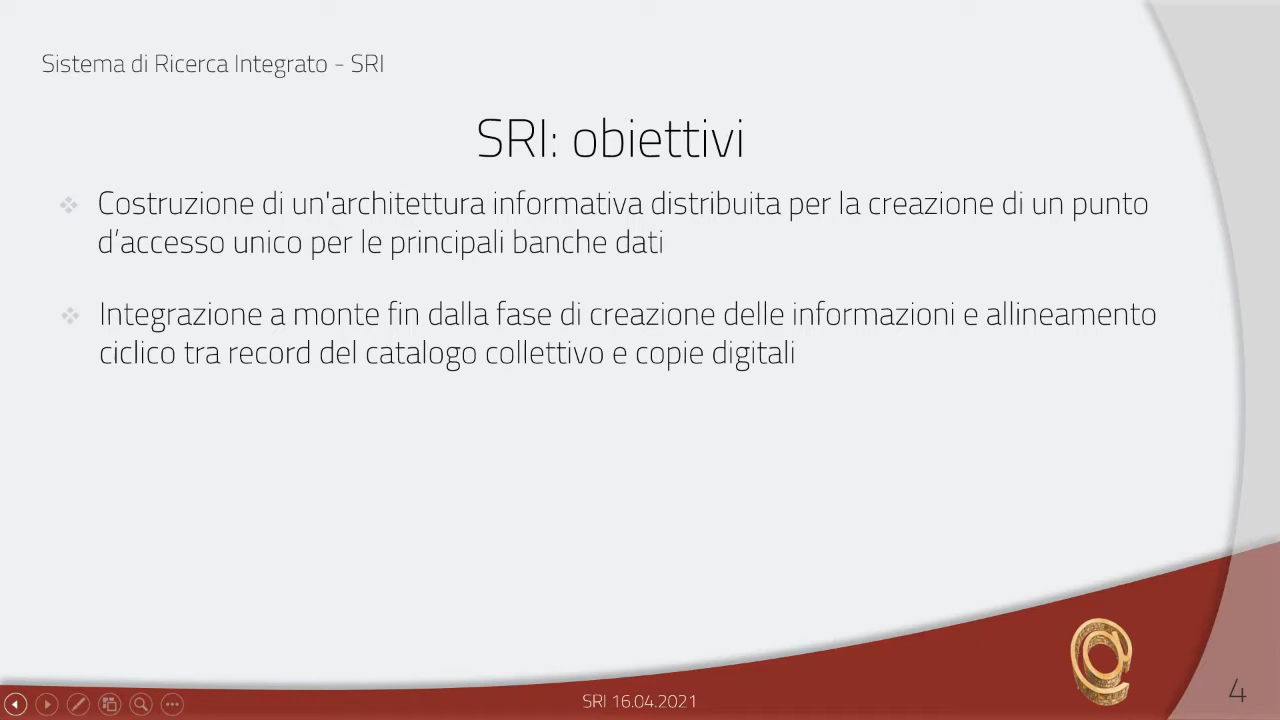 Sistema di Ricerca Integrato - SRI
SRI: obiettivi
Costruzione di un'architettura informativa distribuita per la creazione di un punto
d’accesso unico per le principali banche dati
Integrazione a monte fin dalla fase di creazione delle informazioni e allineamento
ciclico tra record del catalogo collettivo e copie digitali
SRI 16.04.2021
4